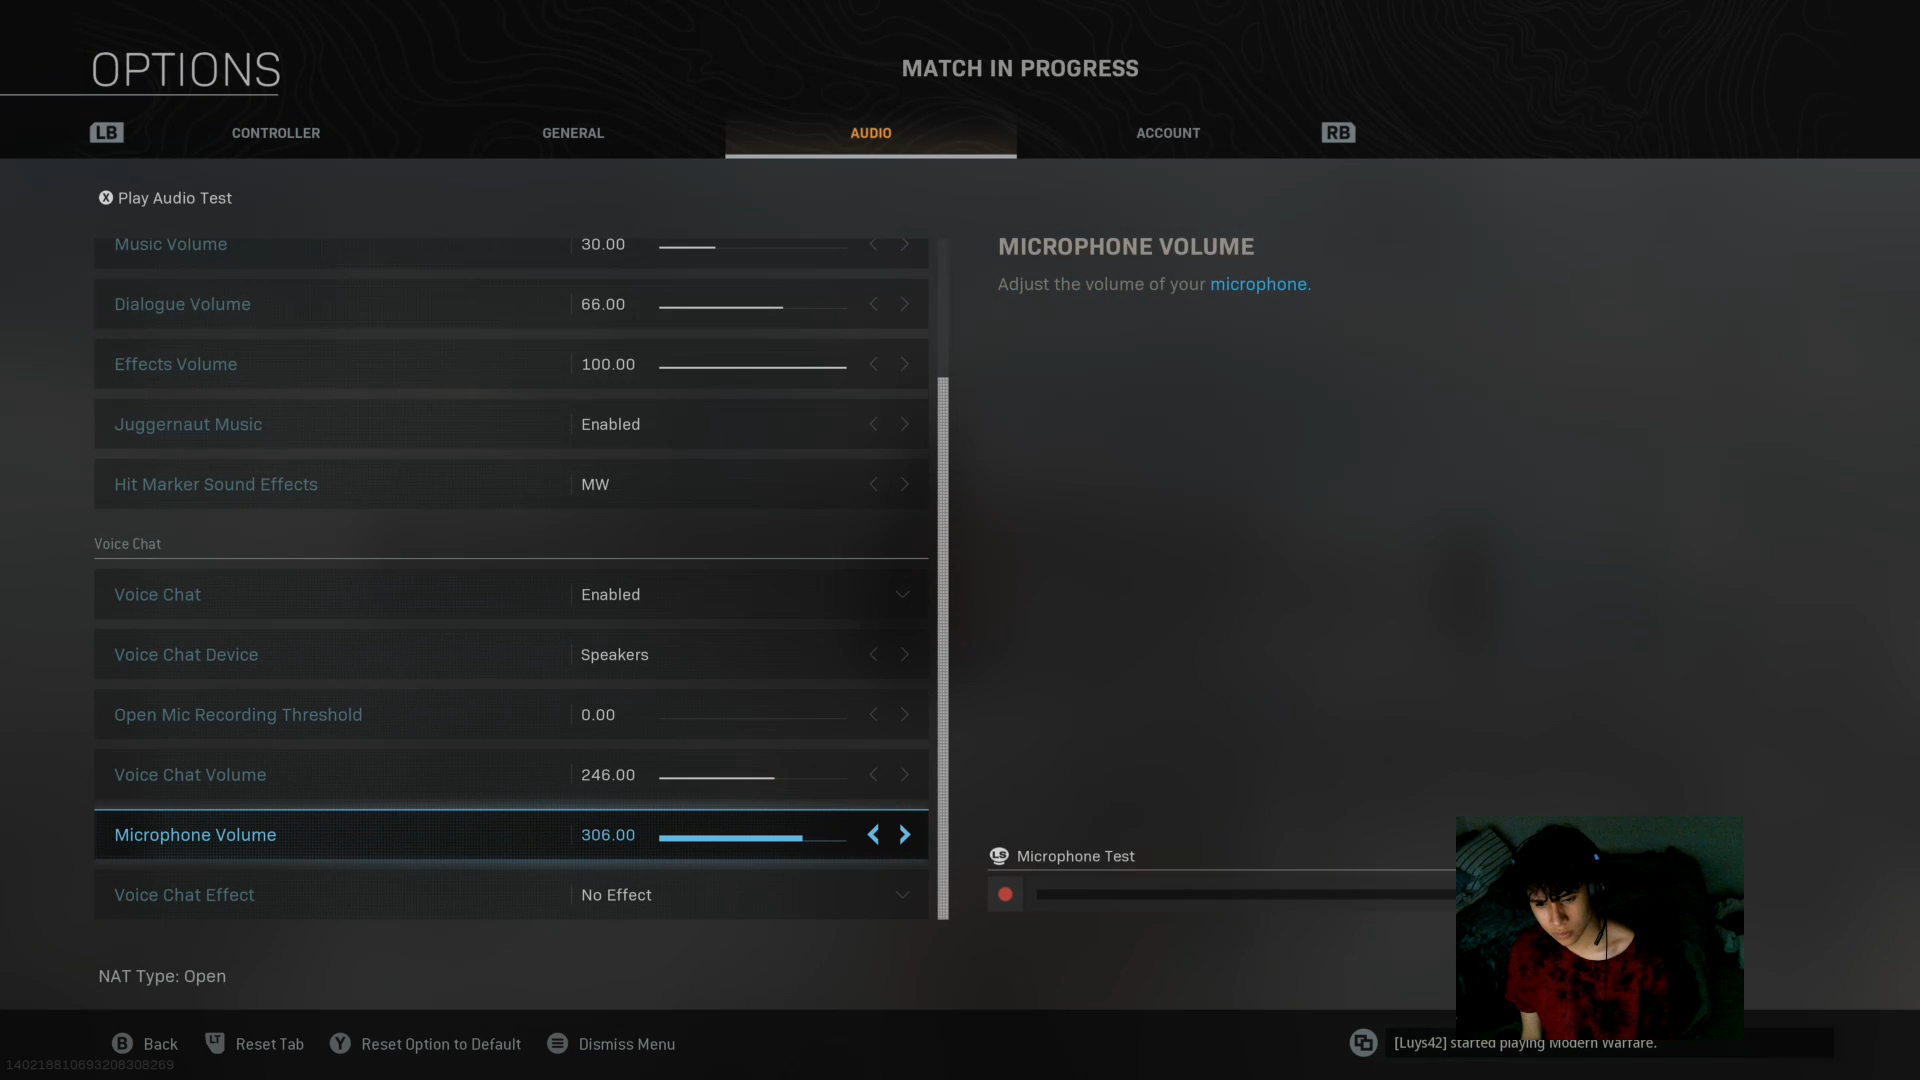 OPTIONS
MATCH IN PROGRESS
LB CONTROLLER GENERAL AUDIO ACCOUNT RB
X Play Audio Test
Music Volume 30.00
Dialogue Volume 66.00
Effects Volume 100.00
Juggernaut Music Enabled
Hit Marker Sound Effects MW
Voice Chat
Voice Chat Enabled
Voice Chat Device Speakers
Open Mic Recording Threshold 0.00
Voice Chat Volume 246.00
Microphone Volume 306.00
Voice Chat Effect No Effect
MICROPHONE VOLUME
Adjust the volume of your microphone.
LS Microphone Test
NAT Type: Open
B Back LT Reset Tab Y Reset Option to Default Dismiss Menu
[Luys42] started playing Modern Warfare.
14021881069320830826​9